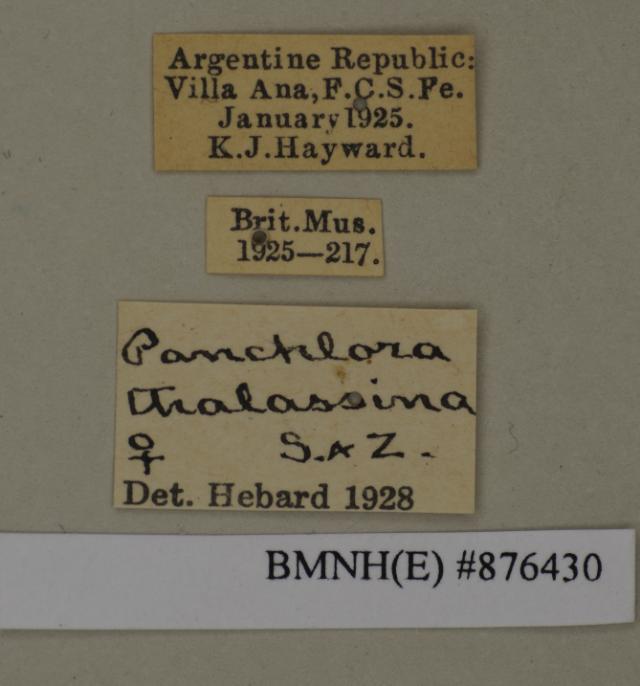 Argentine Republic:
Villa Ana, F.C.S.Fe.
January 1925.
K.J.Hayward.
Brit.Mus.
1925—217.
Panchlora
thalassina
♀ S. & Z.
Det. Hebard 1928
BMNH(E) #876430